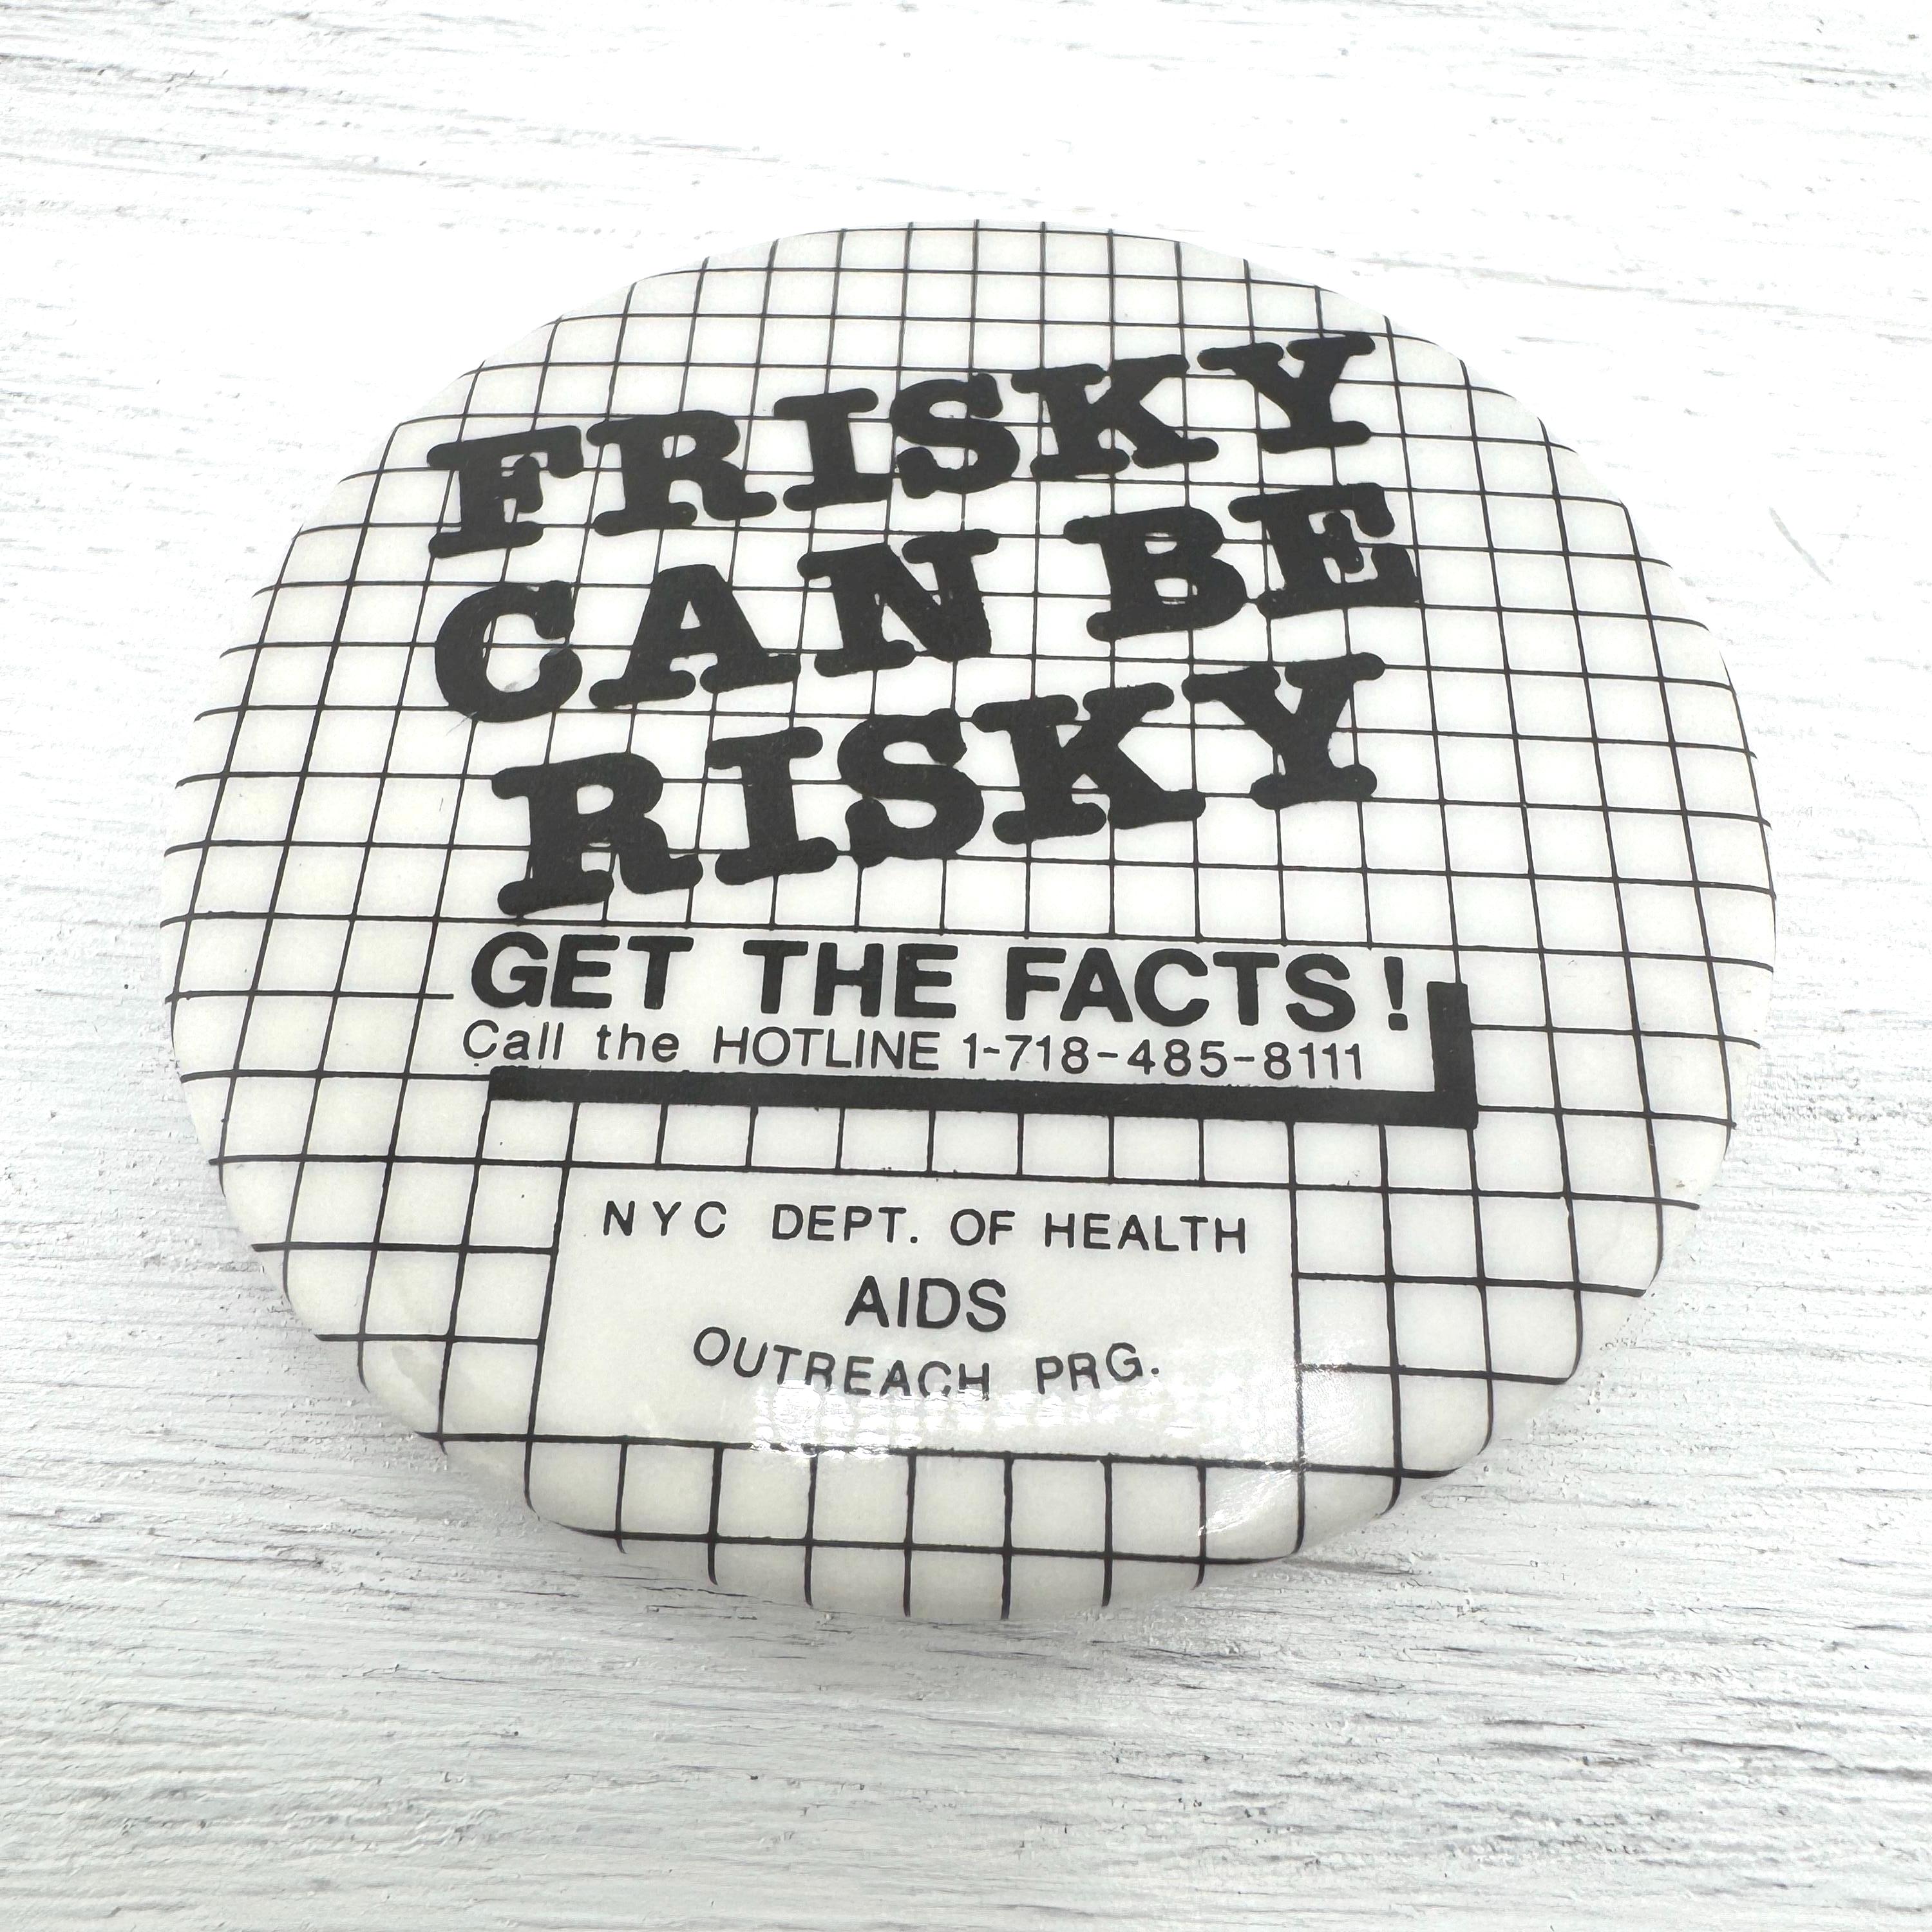 FRISKY
CAN BE
RISKY
GET THE FACTS!
Call the HOTLINE 1-718-485-8111
NYC DEPT. OF HEALTH
AIDS
OUTREACH PRG.